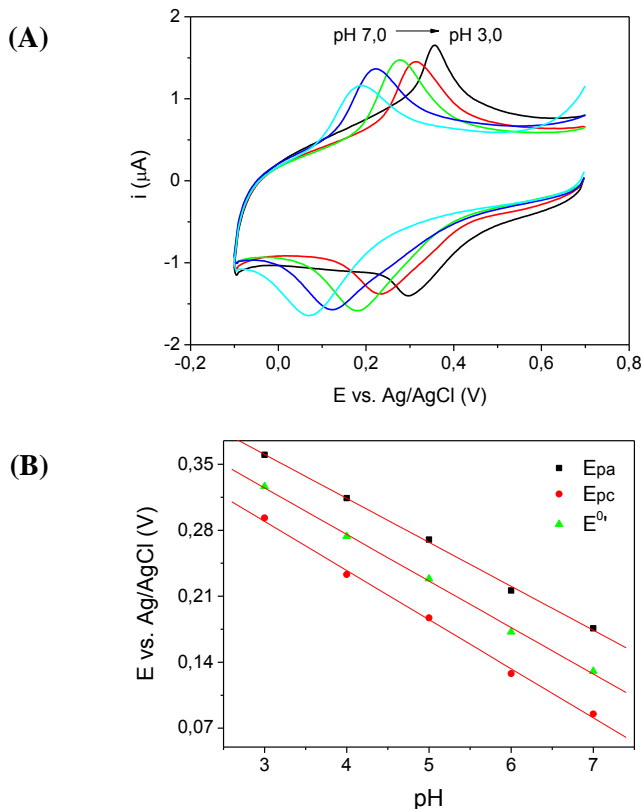 (A)
pH 7,0 → pH 3,0
2
1
0
-1
-2
i (μA)
-0,2 0,0 0,2 0,4 0,6 0,8
E vs. Ag/AgCl (V)
(B)
Epa
Epc
E0'
0,35
0,28
0,21
0,14
0,07
E vs. Ag/AgCl (V)
3 4 5 6 7
pH